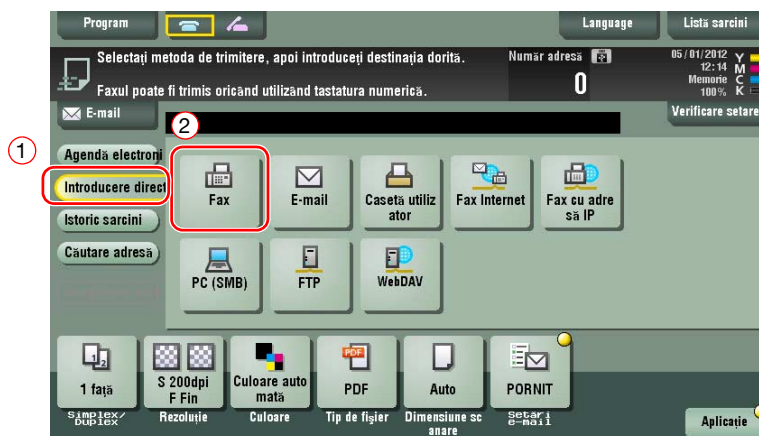 Program
Language
Listă sarcini
Selectați metoda de trimitere, apoi introduceți destinația dorită.
Faxul poate fi trimis oricând utilizând tastatura numerică.
Număr adresă
0
05/01/2012
12:14
Memorie
100%
Y
M
C
K
E-mail
Verificare setare
2
1
Agendă electroni
Introducere direct
Istoric sarcini
Căutare adresă
Fax
E-mail
Casetă utiliz
ator
Fax Internet
Fax cu adre
să IP
PC (SMB)
FTP
WebDAV
1 2
1 față
S 200dpi
F Fin
Culoare auto
mată
PDF
PDF
Auto
PORNIT
Simplex/
Duplex
Rezoluție
Culoare
Tip de fișier
Dimensiune sc
anare
Setări
e-mail
Aplicație